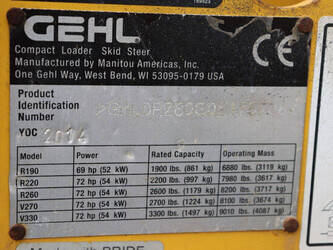 GEHL
Compact Loader Skid Steer
Manufactured by Manitou Americas, Inc.
One Gehl Way, West Bend, WI 53095-0179 USA
CE
Product
Identification
Number
YOC 2014
Model Power Rated Capacity Operating Mass
R190 69 hp (52 kW) 1900 lbs (861 kg) 6880 lbs (3119 kg)
R220 72 hp (54 kW) 2200 lbs (997 kg) 7980 lbs (3617 kg)
R260 72 hp (54 kW) 2600 lbs (1179 kg) 8200 lbs (3717 kg)
V270 72 hp (54 kW) 2700 lbs (1224 kg) 8100 lbs (3674 kg)
V330 72 hp (54 kW) 3300 lbs (1497 kg) 9010 lbs (4087 kg)